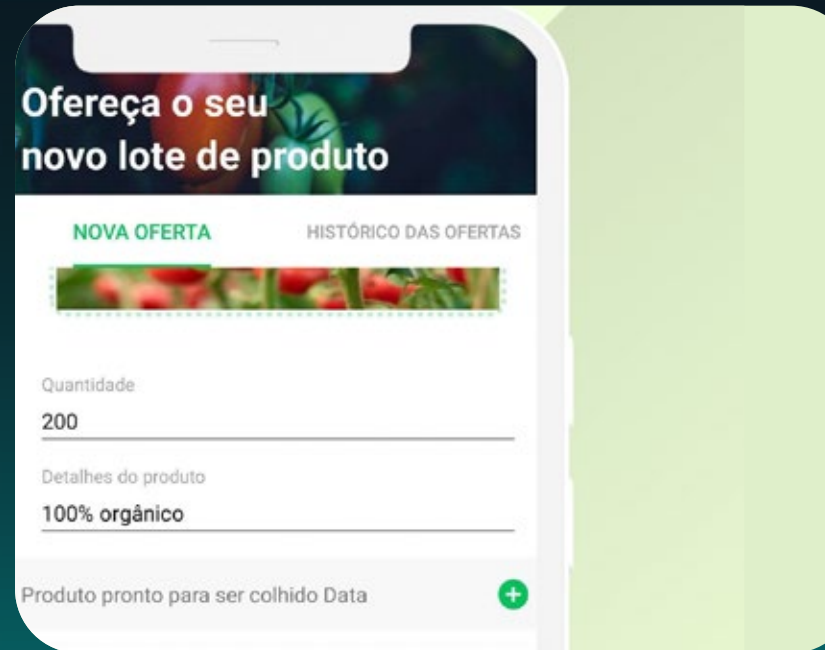 Ofereça o seu
novo lote de produto
NOVA OFERTA HISTÓRICO DAS OFERTAS
Quantidade
200
Detalhes do produto
100% orgânico
Produto pronto para ser colhido Data